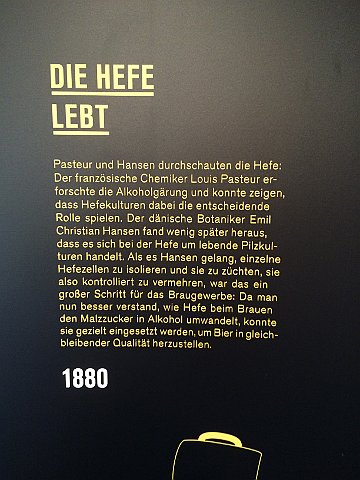 DIE HEFE
LEBT
Pasteur und Hansen durchschauten die Hefe:
Der französische Chemiker Louis Pasteur er-
forschte die Alkoholgärung und konnte zeigen,
dass Hefekulturen dabei die entscheidende
Rolle spielen. Der dänische Botaniker Emil
Christian Hansen fand wenig später heraus,
dass es sich bei der Hefe um lebende Pilzkul-
turen handelt. Als es Hansen gelang, einzelne
Hefezellen zu isolieren und sie zu züchten, sie
also kontrolliert zu vermehren, war das ein
großer Schritt für das Braugewerbe: Da man
nun besser verstand, wie Hefe beim Brauen
den Malzzucker in Alkohol umwandelt, konnte
sie gezielt eingesetzt werden, um Bier in gleich-
bleibender Qualität herzustellen.
1880